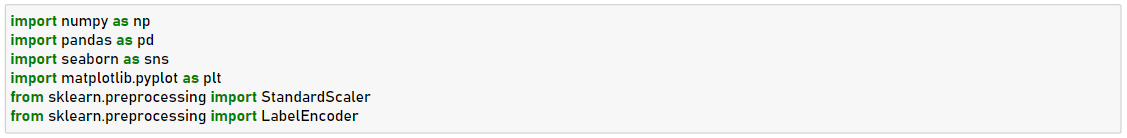 import numpy as np
import pandas as pd
import seaborn as sns
import matplotlib.pyplot as plt
from sklearn.preprocessing import StandardScaler
from sklearn.preprocessing import LabelEncoder